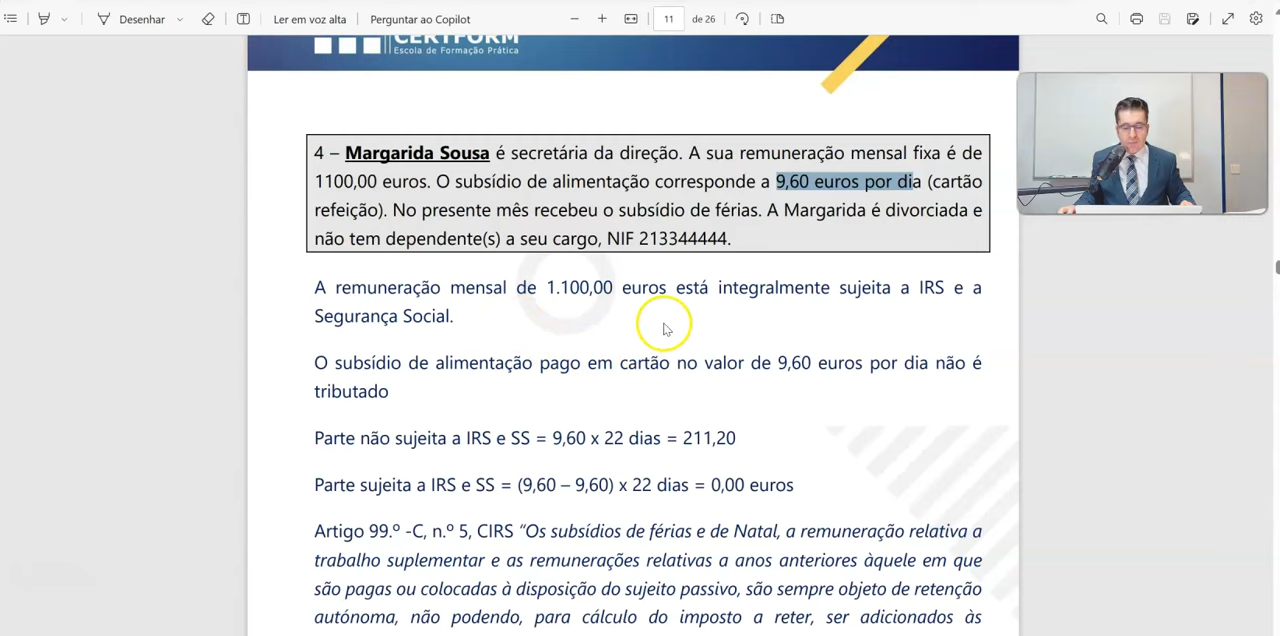 Desenhar
Ler em voz alta
Perguntar ao Copilot
11
de 26
CERTFORM
Escola de Formação Prática
4 – Margarida Sousa é secretária da direção. A sua remuneração mensal fixa é de
1100,00 euros. O subsídio de alimentação corresponde a 9,60 euros por dia (cartão
refeição). No presente mês recebeu o subsídio de férias. A Margarida é divorciada e
não tem dependente(s) a seu cargo, NIF 213344444.
A remuneração mensal de 1.100,00 euros está integralmente sujeita a IRS e a
Segurança Social.
O subsídio de alimentação pago em cartão no valor de 9,60 euros por dia não é
tributado
Parte não sujeita a IRS e SS = 9,60 x 22 dias = 211,20
Parte sujeita a IRS e SS = (9,60 – 9,60) x 22 dias = 0,00 euros
Artigo 99.º -C, n.º 5, CIRS “Os subsídios de férias e de Natal, a remuneração relativa a
trabalho suplementar e as remunerações relativas a anos anteriores àquele em que
são pagas ou colocadas à disposição do sujeito passivo, são sempre objeto de retenção
autónoma, não podendo, para cálculo do imposto a reter, ser adicionados às